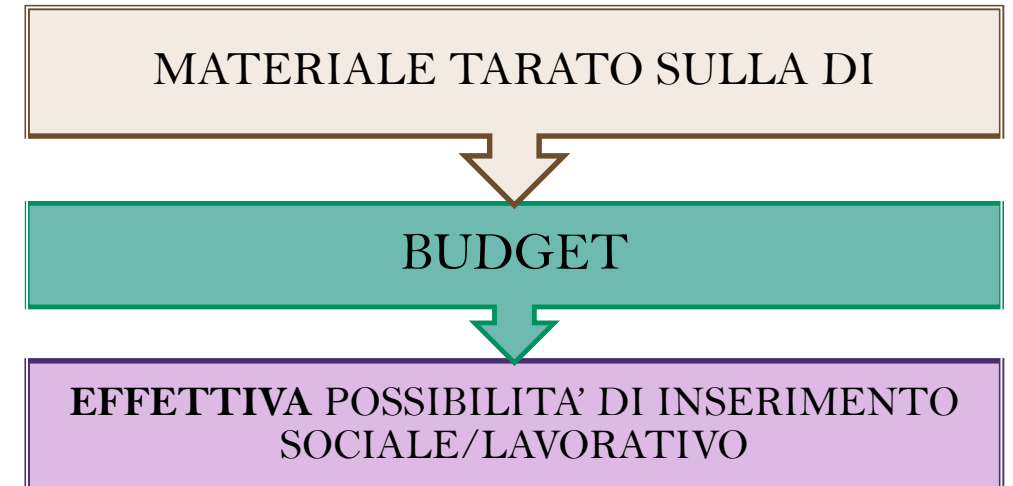 MATERIALE TARATO SULLA DI
BUDGET
EFFETTIVA POSSIBILITA’ DI INSERIMENTO
SOCIALE/LAVORATIVO